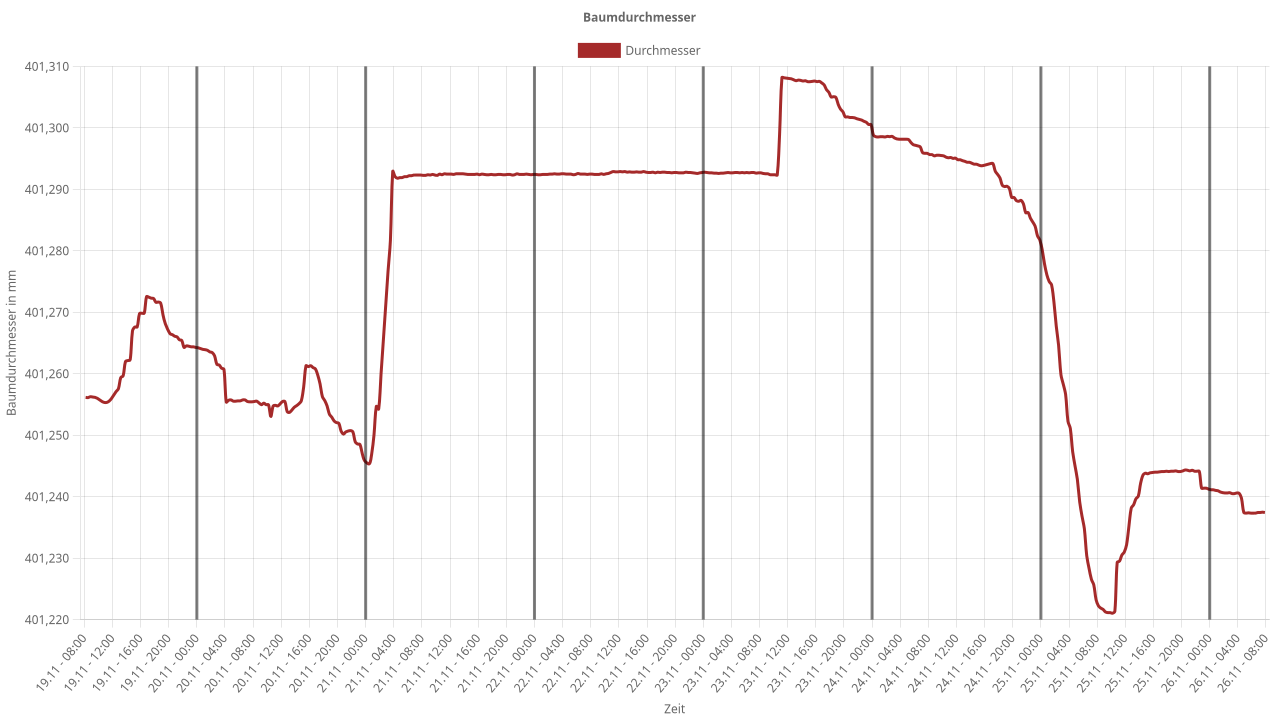 Baumdurchmesser
Durchmesser
401,310
401,300
401,290
401,280
401,270
401,260
401,250
401,240
401,230
401,220
Baumdurchmesser in mm
19.11 - 08:00
19.11 - 12:00
19.11 - 16:00
19.11 - 20:00
20.11 - 00:00
20.11 - 04:00
20.11 - 08:00
20.11 - 12:00
20.11 - 16:00
20.11 - 20:00
21.11 - 00:00
21.11 - 04:00
21.11 - 08:00
21.11 - 12:00
21.11 - 16:00
21.11 - 20:00
22.11 - 00:00
22.11 - 04:00
22.11 - 08:00
22.11 - 12:00
22.11 - 16:00
22.11 - 20:00
23.11 - 00:00
23.11 - 04:00
23.11 - 08:00
23.11 - 12:00
23.11 - 16:00
23.11 - 20:00
24.11 - 00:00
24.11 - 04:00
24.11 - 08:00
24.11 - 12:00
24.11 - 16:00
24.11 - 20:00
25.11 - 00:00
25.11 - 04:00
25.11 - 08:00
25.11 - 12:00
25.11 - 16:00
25.11 - 20:00
26.11 - 00:00
26.11 - 04:00
26.11 - 08:00
Zeit